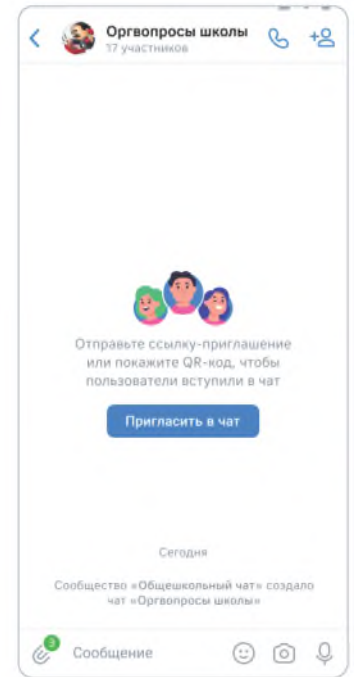 Оргвопросы школы
17 участников
Отправьте ссылку-приглашение
или покажите QR-код, чтобы
пользователи вступили в чат
Пригласить в чат
Сегодня
Сообщество «Общешкольный чат» создало
чат «Оргвопросы школы»
3
Сообщение